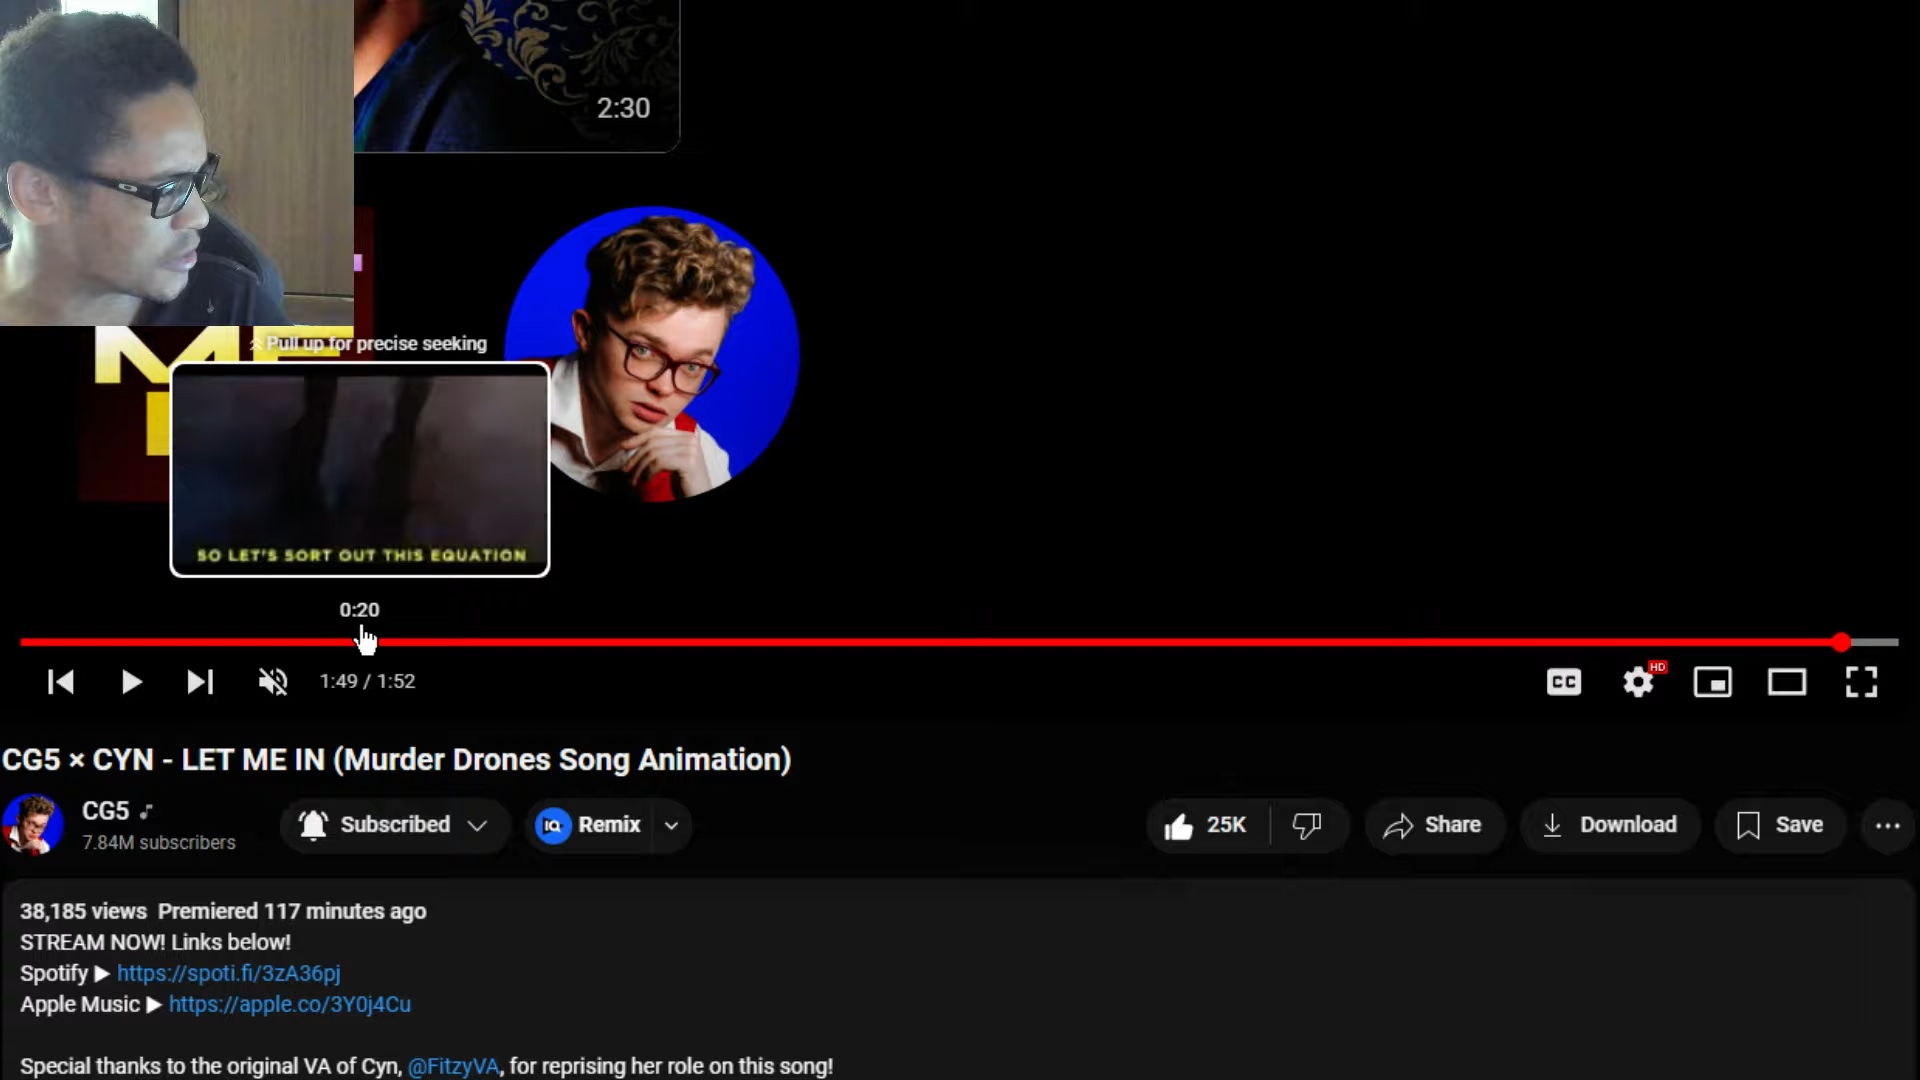 2:30
ME
Pull up for precise seeking
SO LET'S SORT OUT THIS EQUATION
0:20
1:49 / 1:52
CC
HD
CG5 × CYN - LET ME IN (Murder Drones Song Animation)
CG5
7.84M subscribers
Subscribed
IQ
Remix
25K
Share
Download
Save
38,185 views Premiered 117 minutes ago
STREAM NOW! Links below!
Spotify ► https://spoti.fi/3zA36pj
Apple Music ► https://apple.co/3Y0j4Cu
Special thanks to the original VA of Cyn, @FitzyVA, for reprising her role on this song!